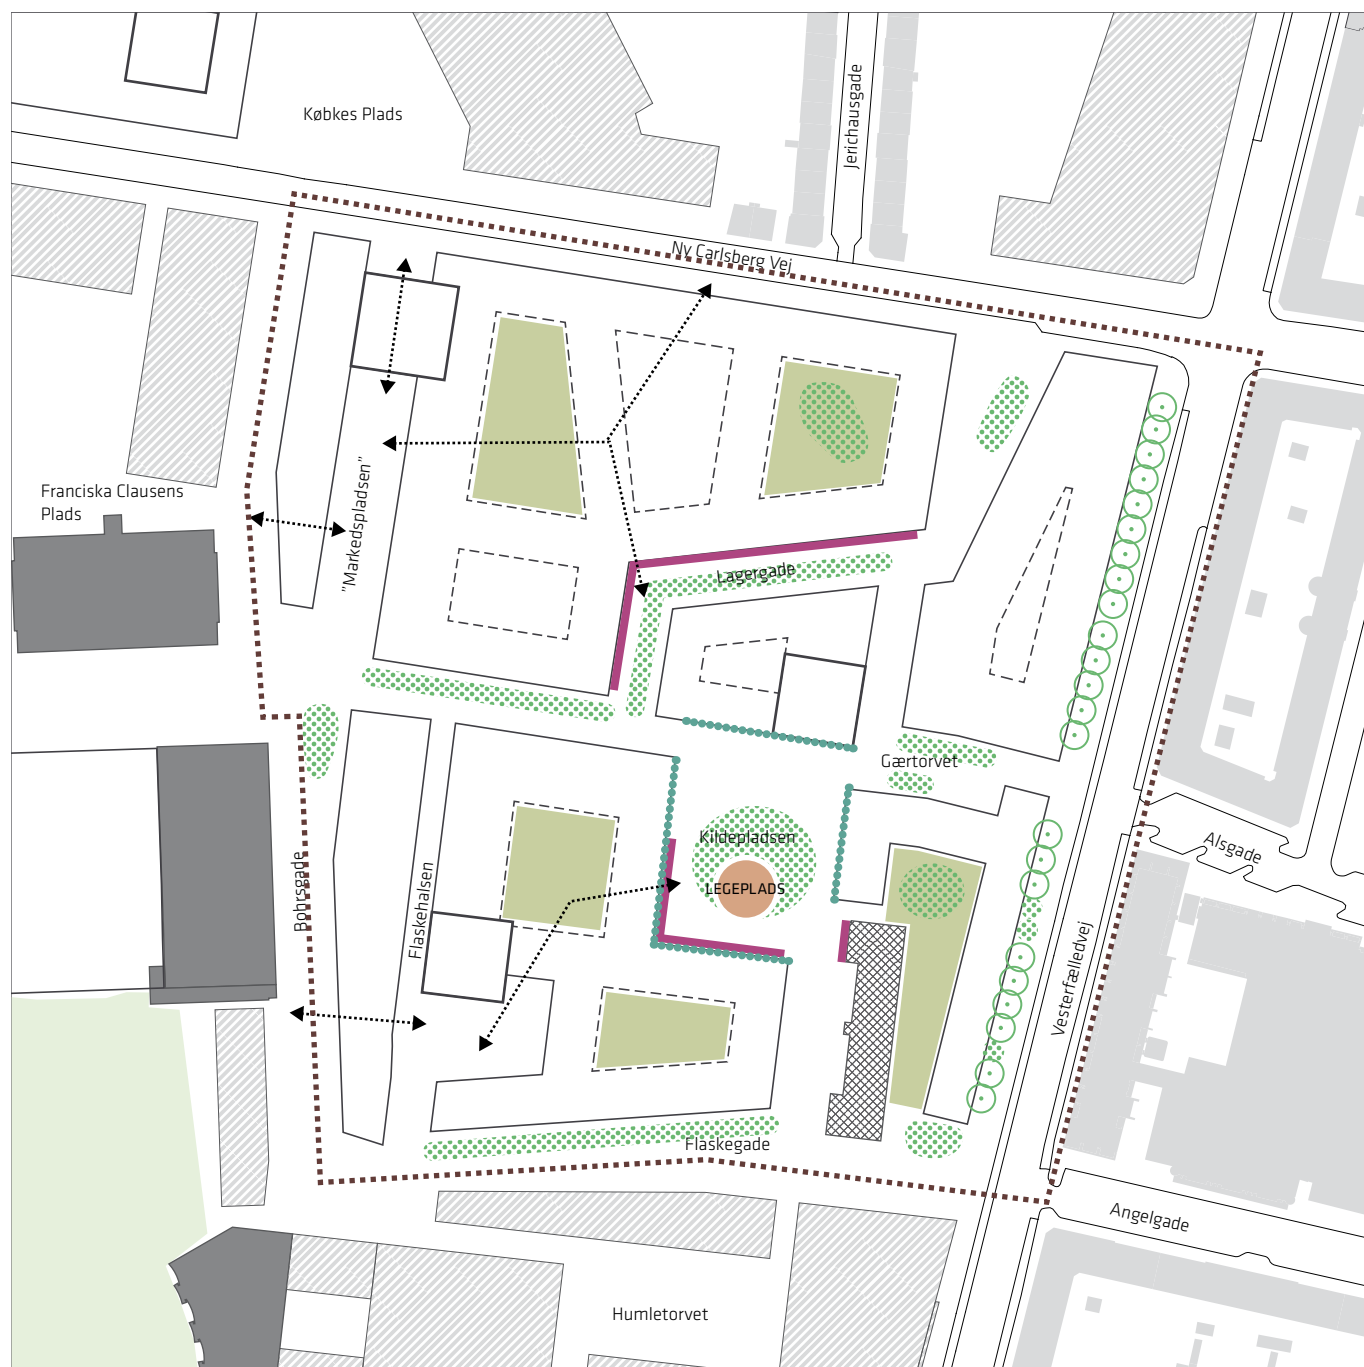 Købkes Plads
Jerichausgade
Ny Carlsberg Vej
Franciska Clausens
Plads
"Markedspladsen"
Lagergade
Gærtorvet
Kildepladsen
LEGEPLADS
Bohrsgade
Flaskehalsen
Alsgade
Vesterfælledvej
Flaskegade
Angelgade
Humletorvet